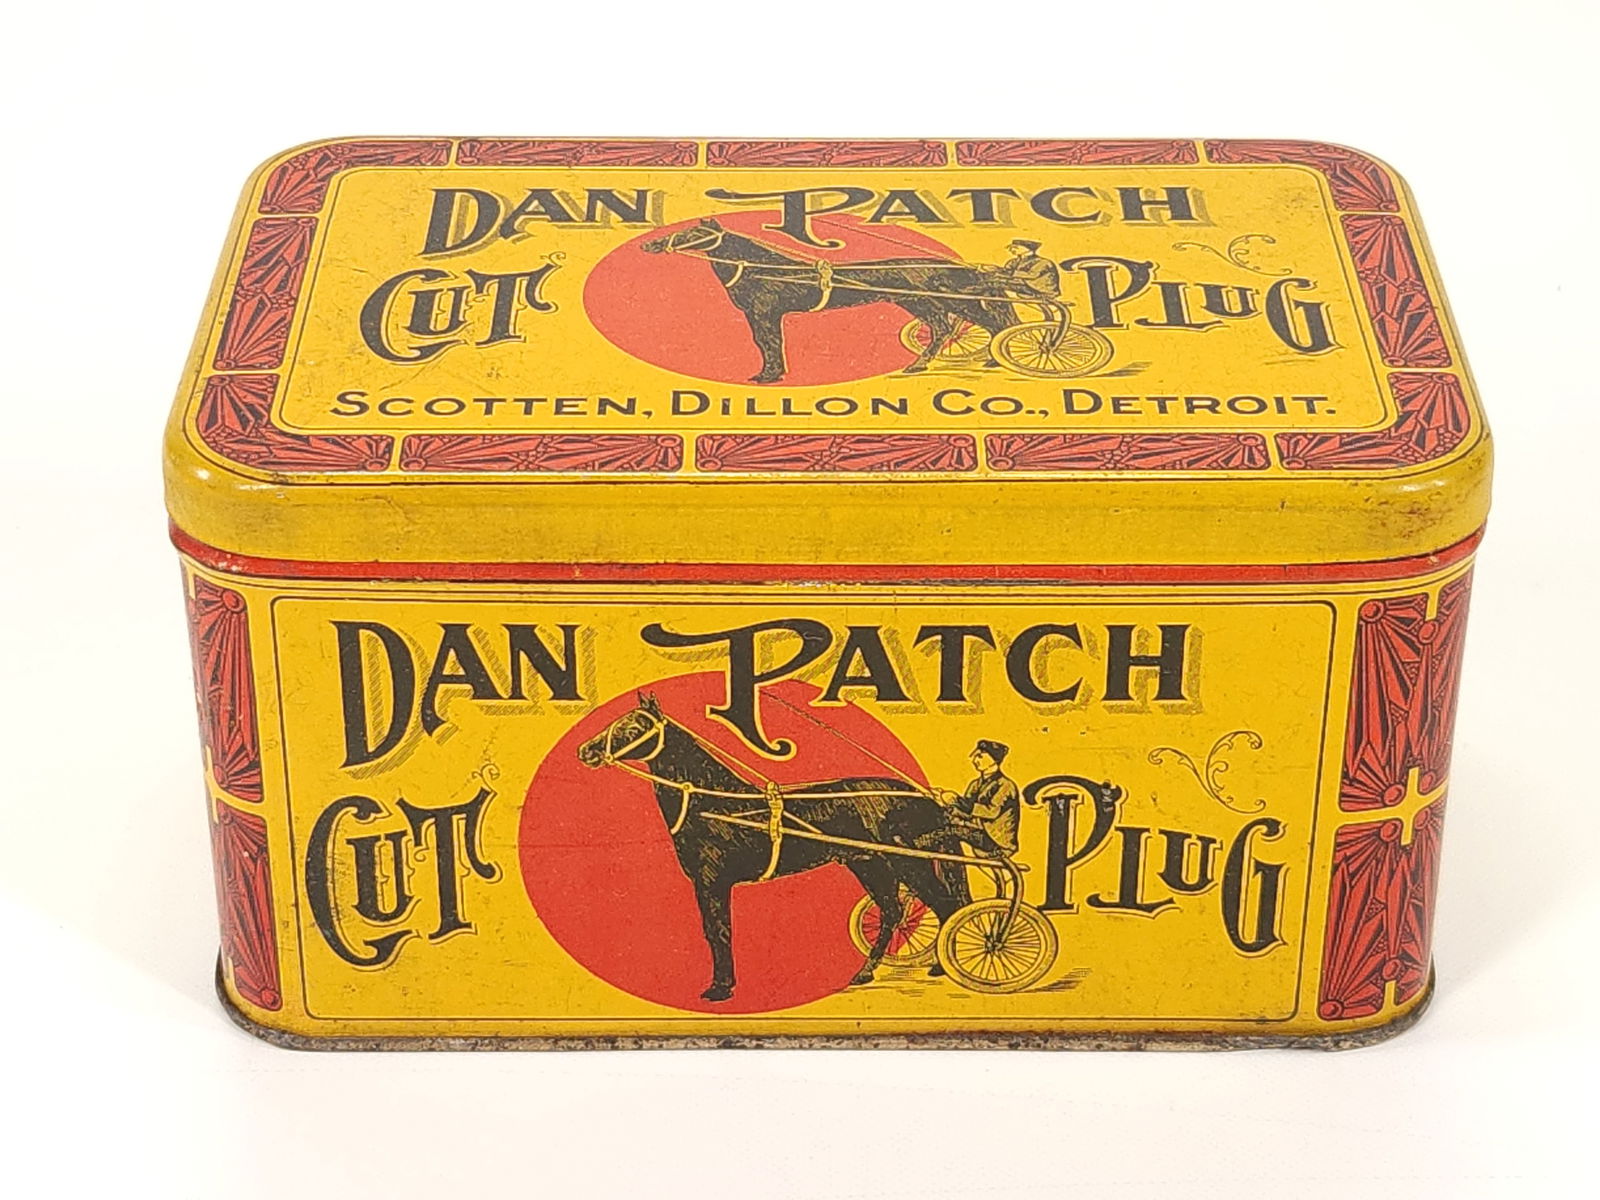 DAN PATCH
CUT PLUG
SCOTTEN, DILLON CO., DETROIT.
DAN PATCH
CUT PLUG